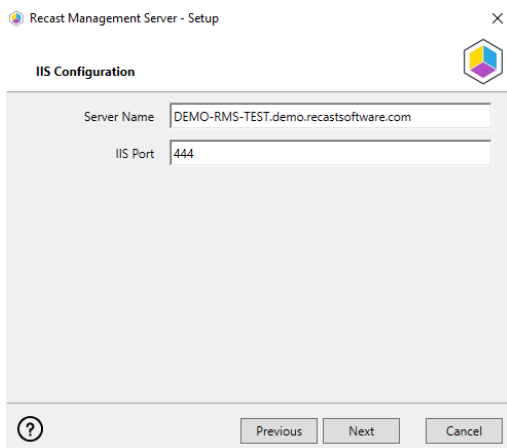 Recast Management Server - Setup
IIS Configuration
Server Name DEMO-RMS-TEST.demo.recastsoftware.com
IIS Port 444
? Previous Next Cancel